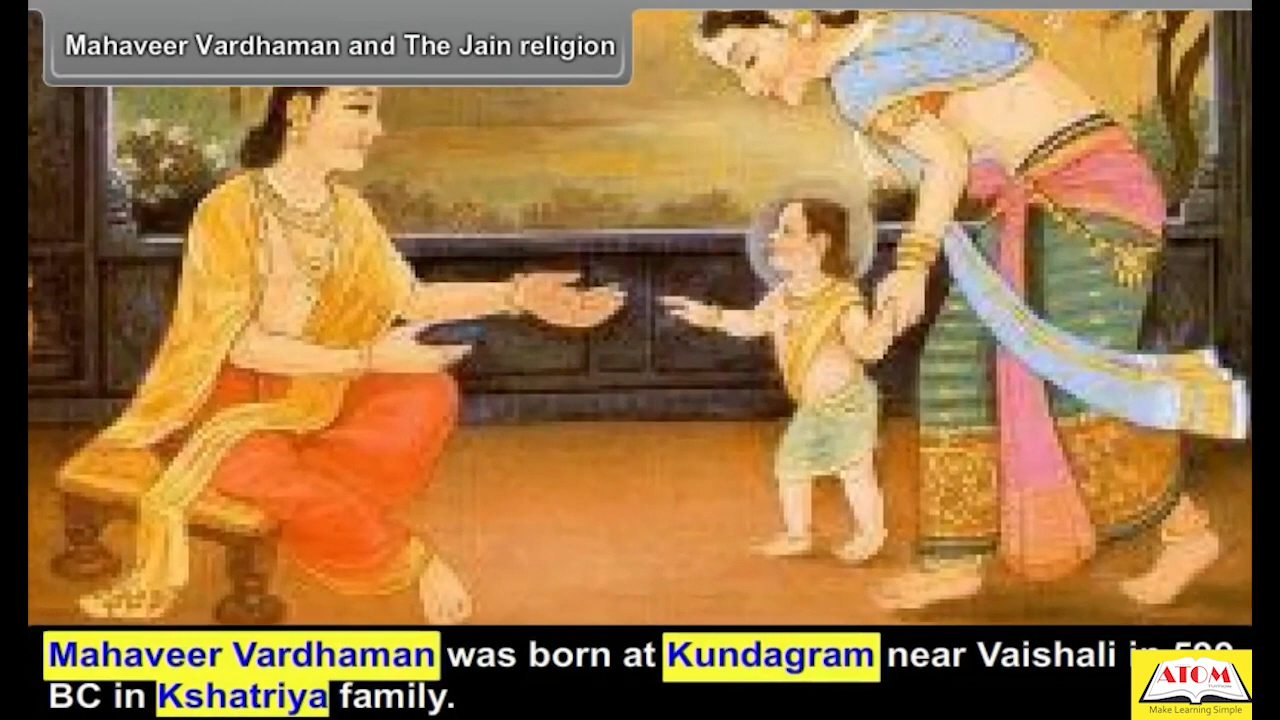 Mahaveer Vardhaman and The Jain religion
Mahaveer Vardhaman was born at Kundagram near Vaishali in
BC in Kshatriya family.
ATOM
Make Learning Simple